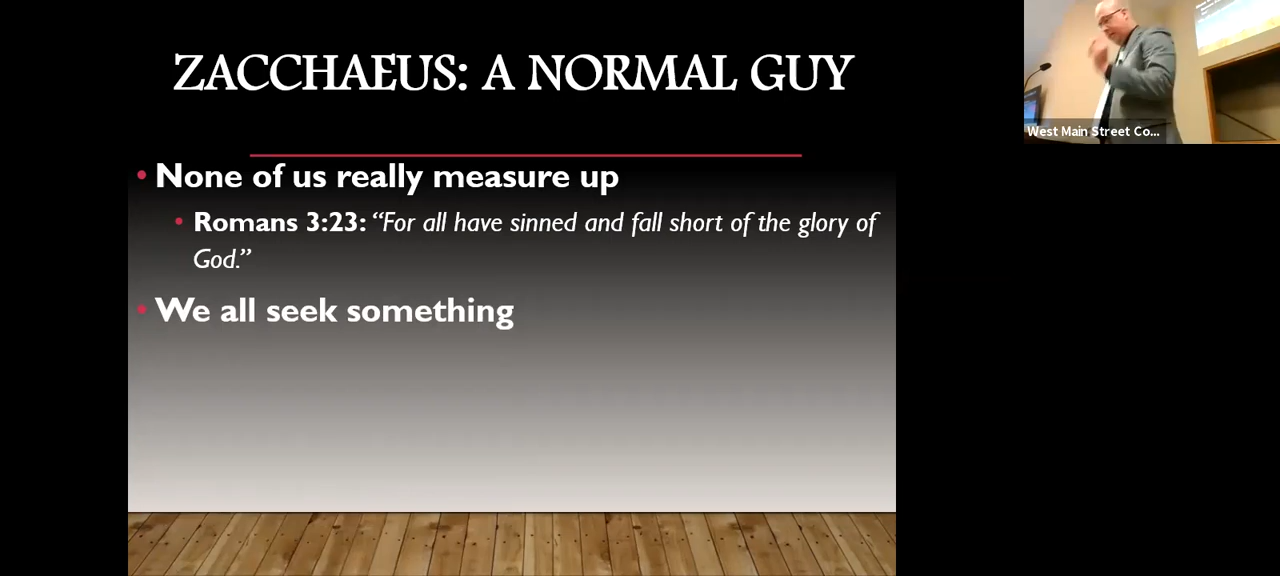 ZACCHAEUS: A NORMAL GUY
• None of us really measure up
• Romans 3:23: “For all have sinned and fall short of the glory of
God.”
• We all seek something
West Main Street Co...